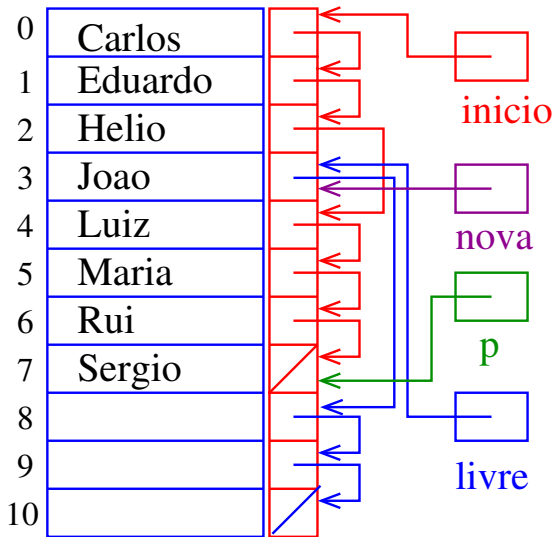 0 Carlos
1 Eduardo
2 Helio
3 Joao
4 Luiz
5 Maria
6 Rui
7 Sergio
8
9
10
inicio
nova
p
livre